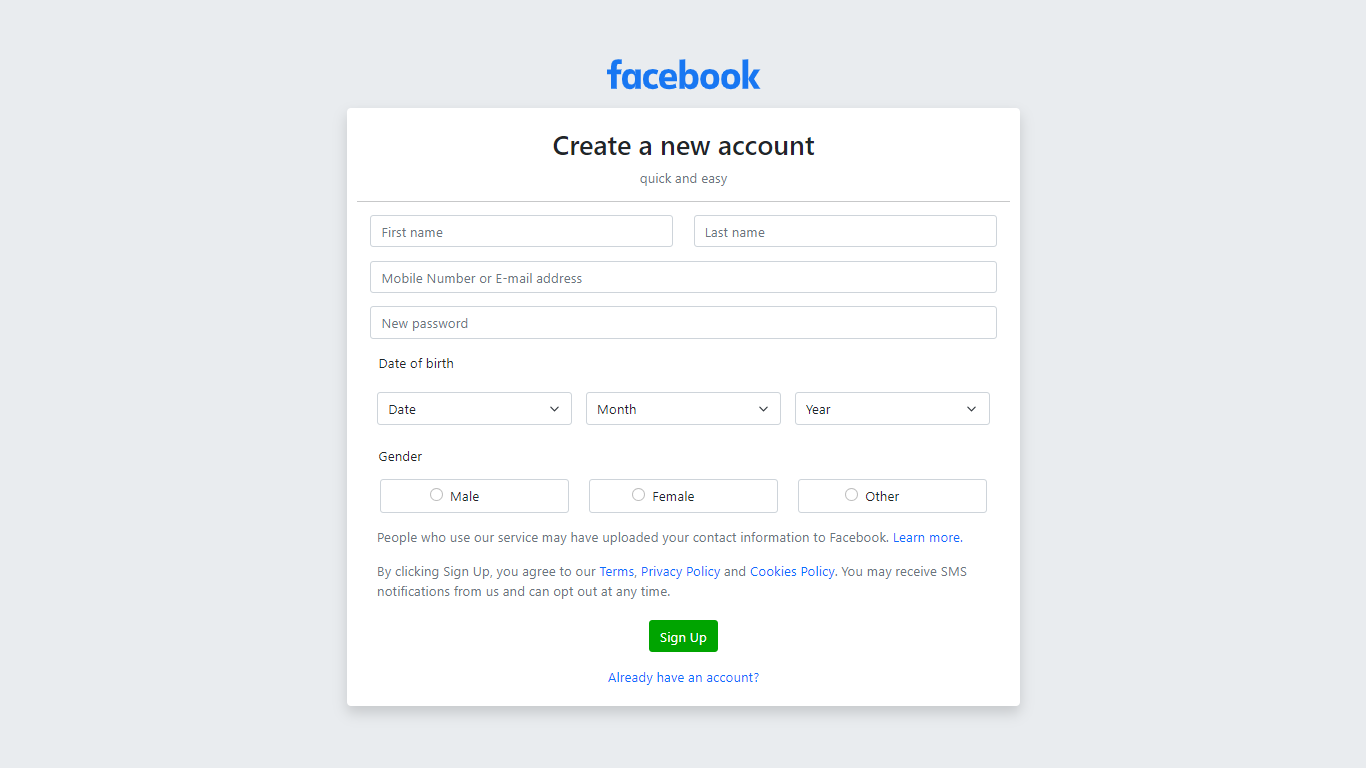 facebook
Create a new account
quick and easy
First name
Last name
Mobile Number or E-mail address
New password
Date of birth
Date
Month
Year
Gender
Male
Female
Other
People who use our service may have uploaded your contact information to Facebook. Learn more.
By clicking Sign Up, you agree to our Terms, Privacy Policy and Cookies Policy. You may receive SMS
notifications from us and can opt out at any time.
Sign Up
Already have an account?